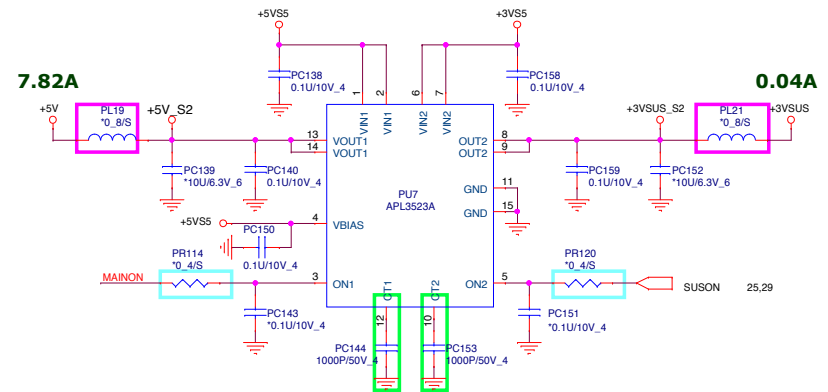 +5VS5
+3VS5
7.82A
0.04A
PC138
0.1U/10V_4
PC158
0.1U/10V_4
1
2
6
7
VIN1
VIN1
VIN2
VIN2
+5V
PL19
*0_8/S
+5V_S2
+3VSUS_S2
PL21
*0_8/S
+3VSUS
13
VOUT1
14
VOUT1
8
OUT2
9
OUT2
PC139
*10U/6.3V_6
PC140
0.1U/10V_4
PC159
0.1U/10V_4
PC152
*10U/6.3V_6
PU7
APL3523A
11
GND
15
GND
+5VS5
PC150
0.1U/10V_4
4
VBIAS
PR114
*0_4/S
MAINON
3
ON1
5
ON2
PR120
*0_4/S
SUSON
25,29
PC143
*0.1U/10V_4
CT1
CT2
12
10
PC151
*0.1U/10V_4
PC144
1000P/50V_4
PC153
1000P/50V_4